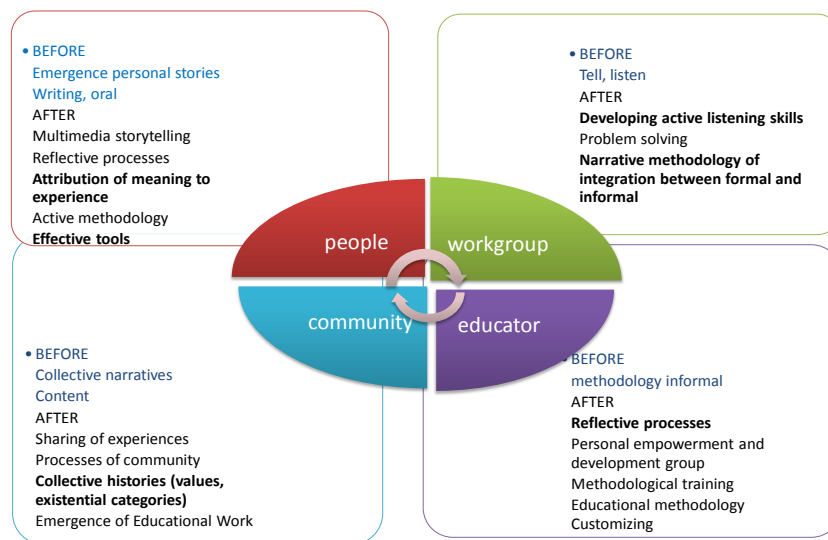 • BEFORE
Emergence personal stories
Writing, oral
AFTER
Multimedia storytelling
Reflective processes
Attribution of meaning to
experience
Active methodology
Effective tools
• BEFORE
Tell, listen
AFTER
Developing active listening skills
Problem solving
Narrative methodology of
integration between formal and
informal
people
workgroup
community
educator
• BEFORE
Collective narratives
Content
AFTER
Sharing of experiences
Processes of community
Collective histories (values,
existential categories)
Emergence of Educational Work
• BEFORE
methodology informal
AFTER
Reflective processes
Personal empowerment and
development group
Methodological training
Educational methodology
Customizing